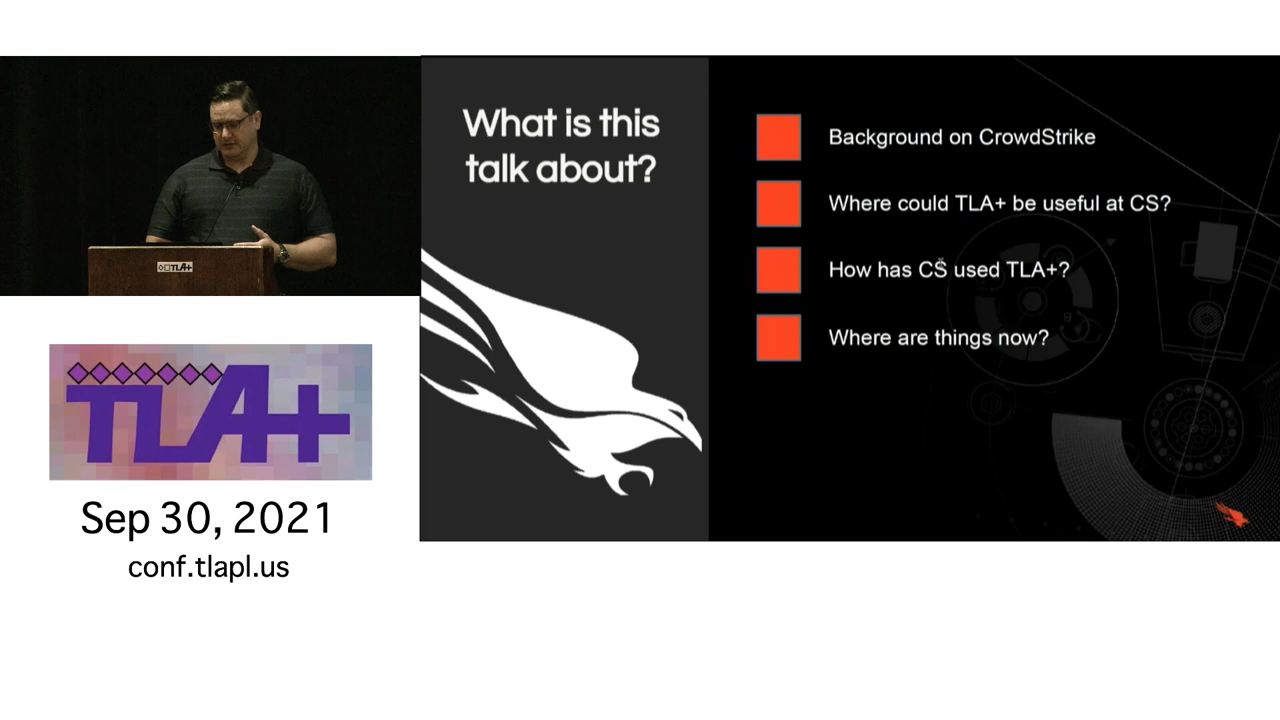 What is this
talk about?
Background on CrowdStrike
Where could TLA+ be useful at CS?
How has CS used TLA+?
Where are things now?
TLA+
TLA+
Sep 30, 2021
conf.tlapl.us